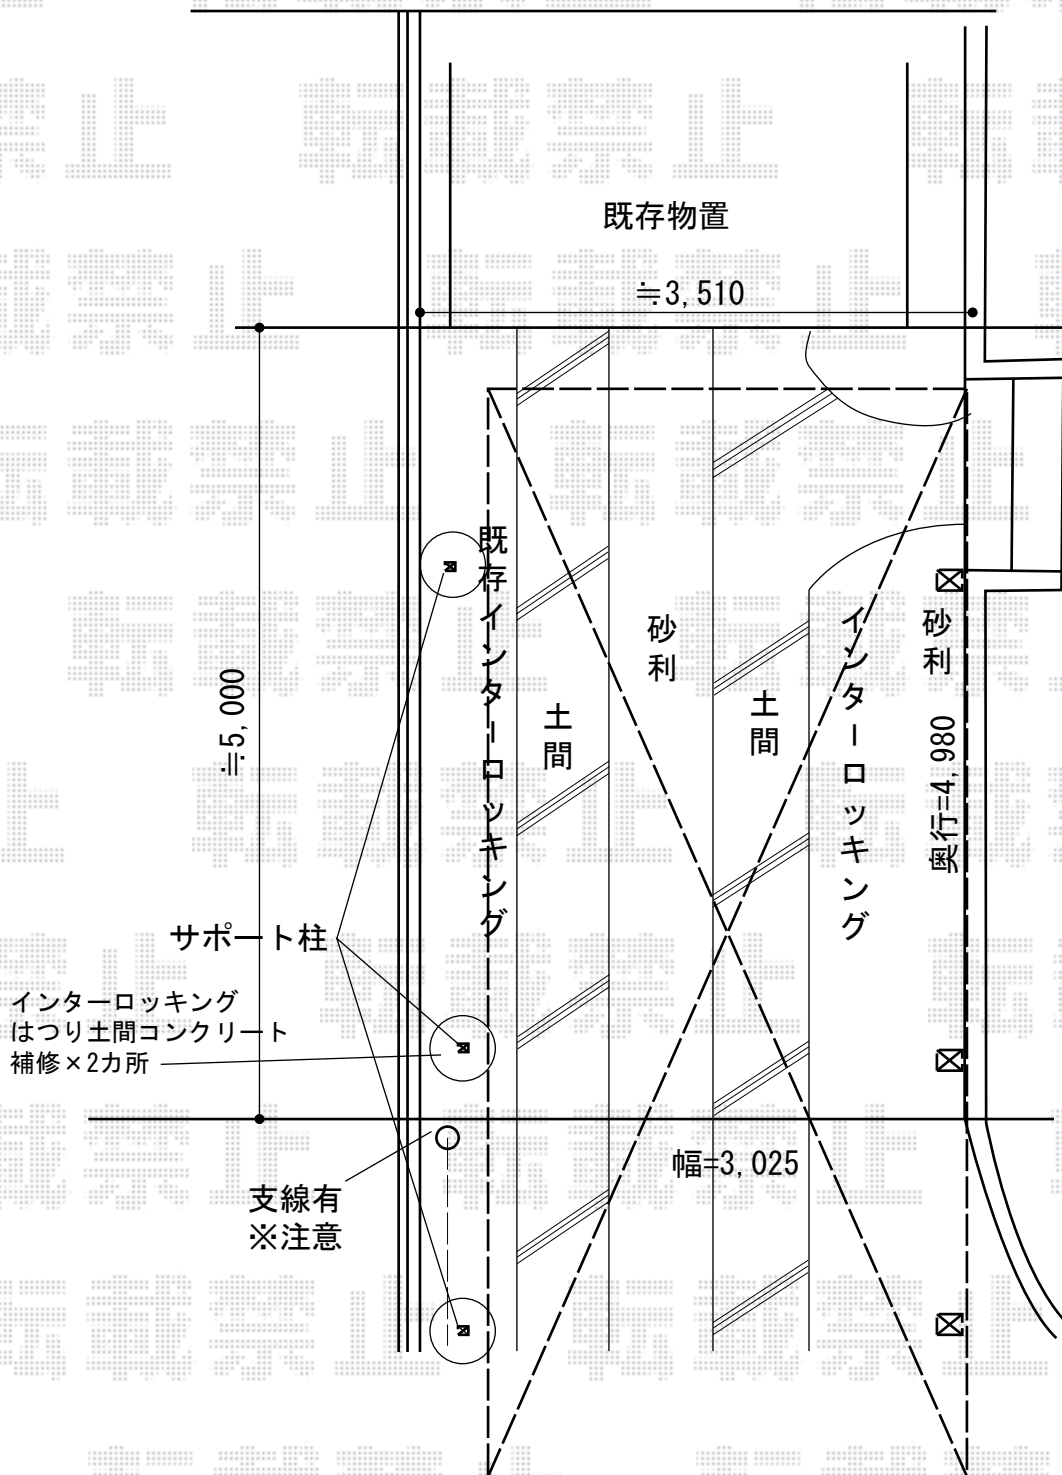 既存物置
≒3,510
既存インターロッキング
砂利
インターロッキング
砂利
土間
土間
≒5,000
奥行=4,980
サポート柱
インターロッキング
はつり土間コンクリート
補修×2カ所
幅=3,025
支線有
※注意
転載禁止